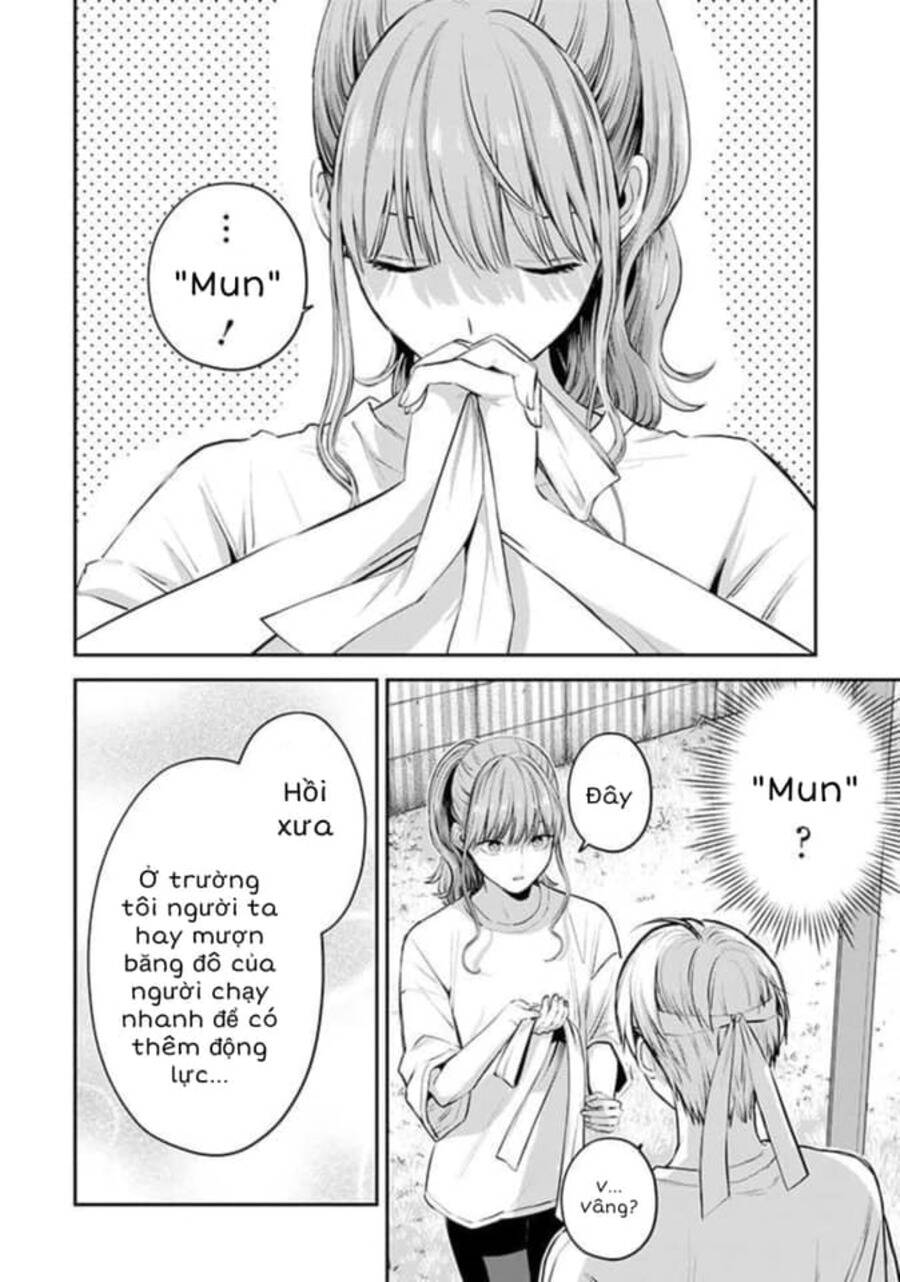 ...
"Mun"
!
"Mun"
?
Đây
v...
vâng?
Hồi
xưa
Ở trường
tôi người ta
hay mượn
băng đô của
người chạy
nhanh để có
thêm động
lực...